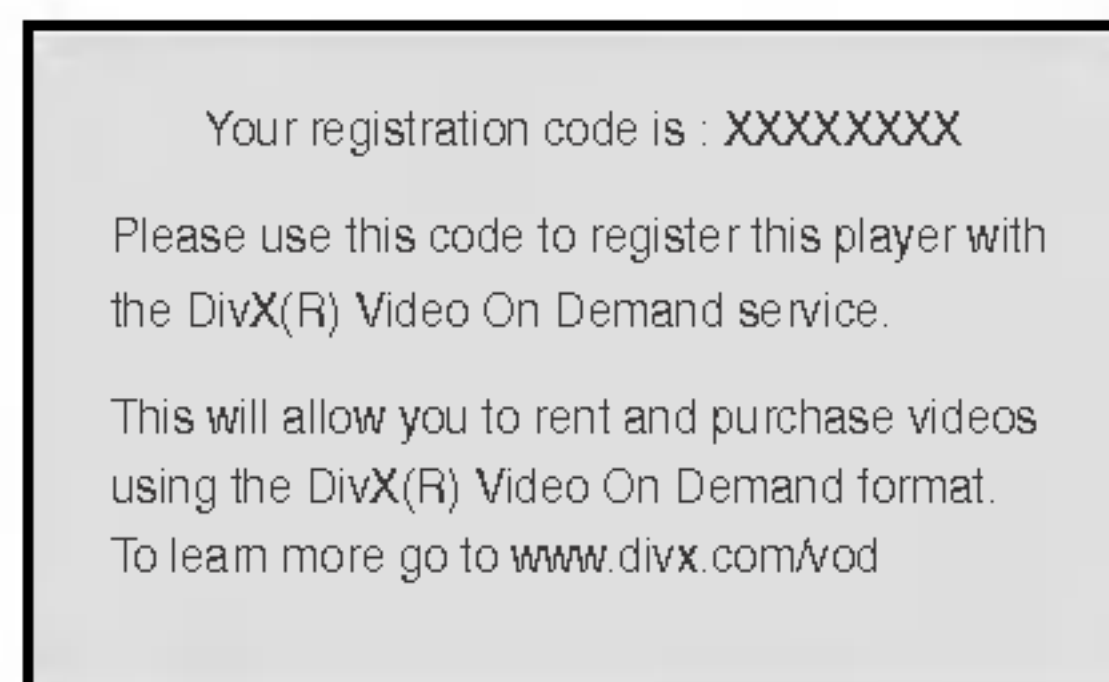 Your registration code is : XXXXXXXX
Please use this code to register this player with
the DivX(R) Video On Demand service.
This will allow you to rent and purchase videos
using the DivX(R) Video On Demand format.
To learn more go to www.divx.com/vod